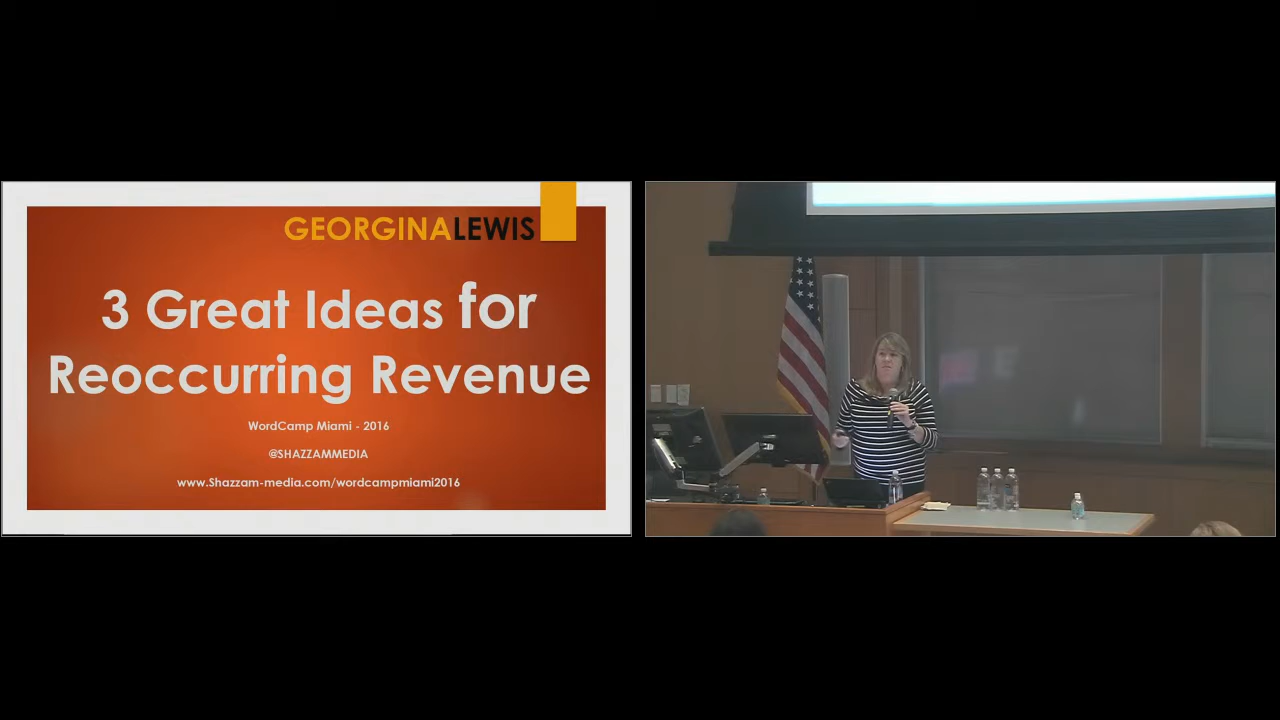 GEORGINALEWIS
3 Great Ideas for
Reoccurring Revenue
WordCamp Miami - 2016
@SHAZZAMMEDIA
www.Shazzam-media.com/wordcampmiami2016